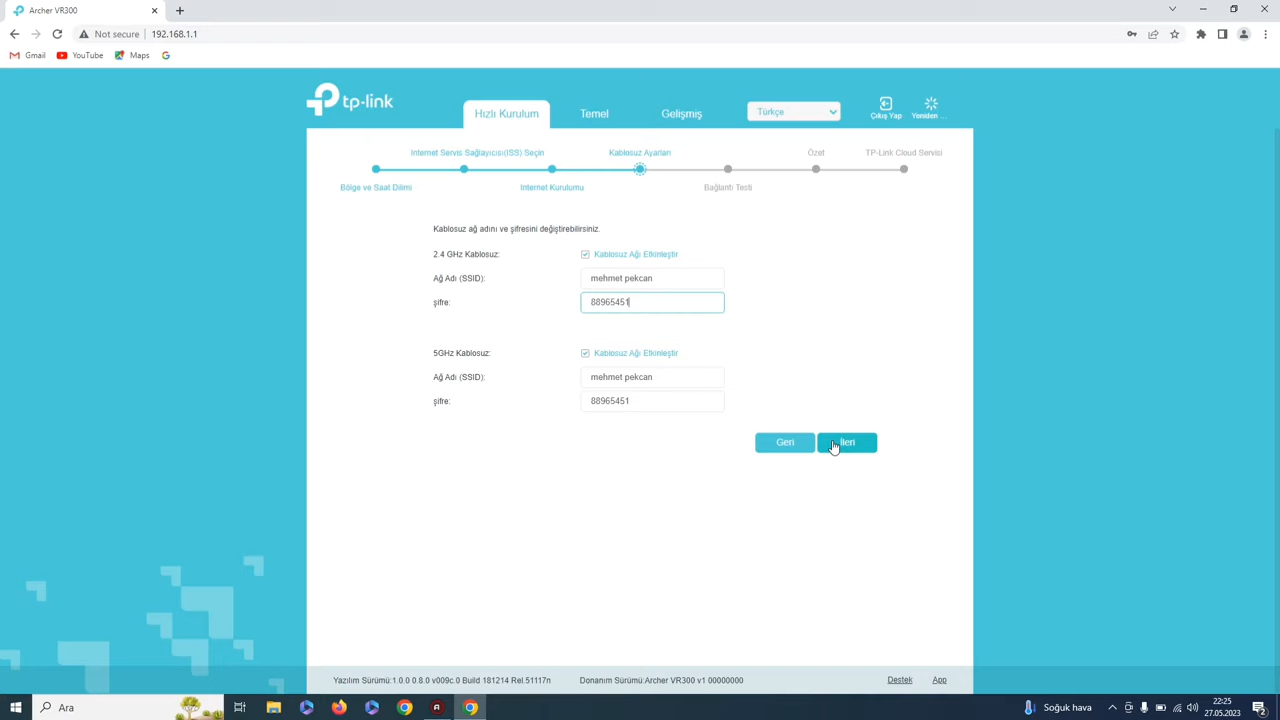 Archer VR300
Not secure
192.168.1.1
Gmail
YouTube
Maps
tp-link
Hızlı Kurulum
Temel
Gelişmiş
Türkçe
Çıkış Yap
Yeniden ...
Internet Servis Sağlayıcısı(ISS) Seçin
Kablosuz Ayarları
Özet
TP-Link Cloud Servisi
Bölge ve Saat Dilimi
Internet Kurulumu
Bağlantı Testi
Kablosuz ağ adını ve şifresini değiştirebilirsiniz.
2.4 GHz Kablosuz:
Kablosuz Ağı Etkinleştir
Ağ Adı (SSID):
mehmet pekcan
şifre:
88965451
5GHz Kablosuz:
Kablosuz Ağı Etkinleştir
Ağ Adı (SSID):
mehmet pekcan
şifre:
88965451
Geri
İleri
Yazılım Sürümü:1.0.0 0.8.0 v009c.0 Build 181214 Rel.51117n
Donanım Sürümü:Archer VR300 v1 00000000
Destek
App
Ara
Soğuk hava
22:25
27.05.2023
2